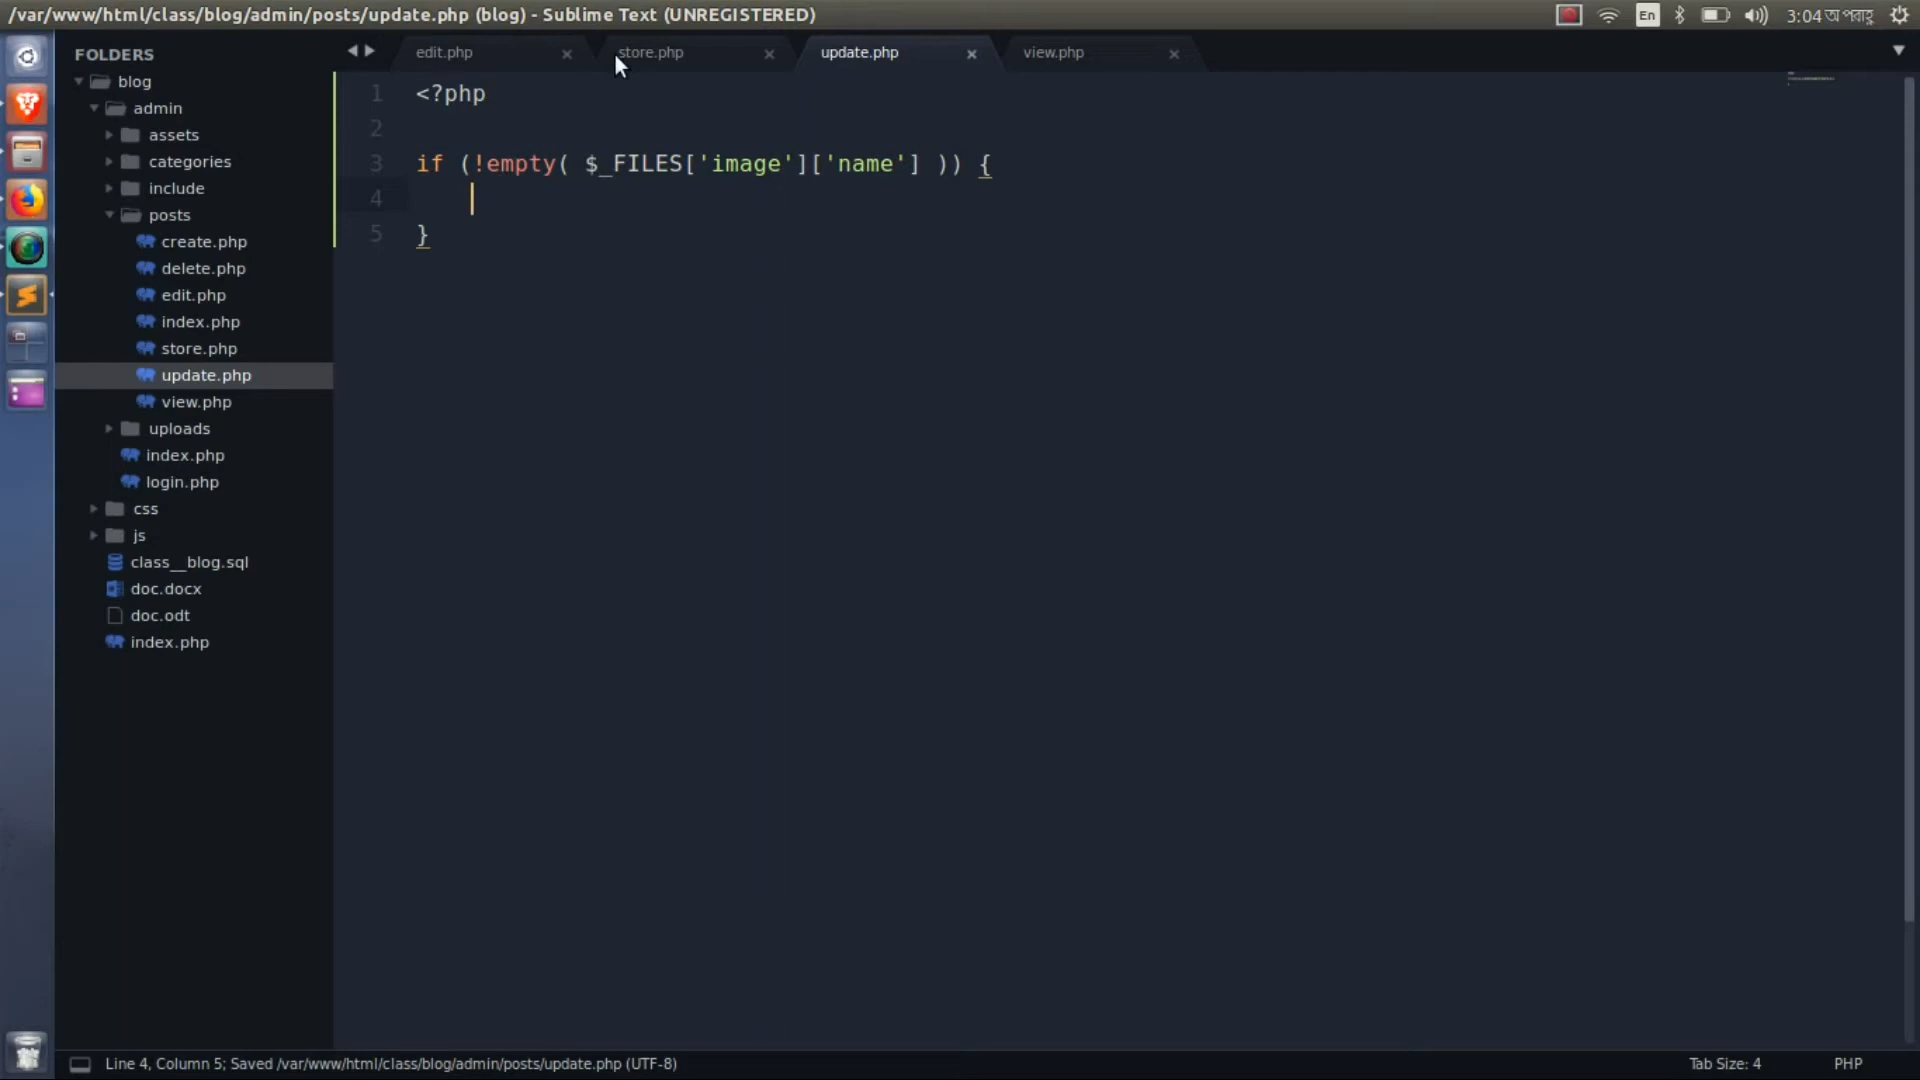 /var/www/html/class/blog/admin/posts/update.php (blog) - Sublime Text (UNREGISTERED)
En
3:04 অপরাহ্ণ
FOLDERS
blog
admin
assets
categories
include
posts
create.php
delete.php
edit.php
index.php
store.php
update.php
view.php
uploads
index.php
login.php
css
js
class__blog.sql
doc.docx
doc.odt
index.php
edit.php
store.php
update.php
view.php
1 <?php
2
3 if (!empty( $_FILES['image']['name'] )) {
4
5 }
Line 4, Column 5; Saved /var/www/html/class/blog/admin/posts/update.php (UTF-8)
Tab Size: 4
PHP